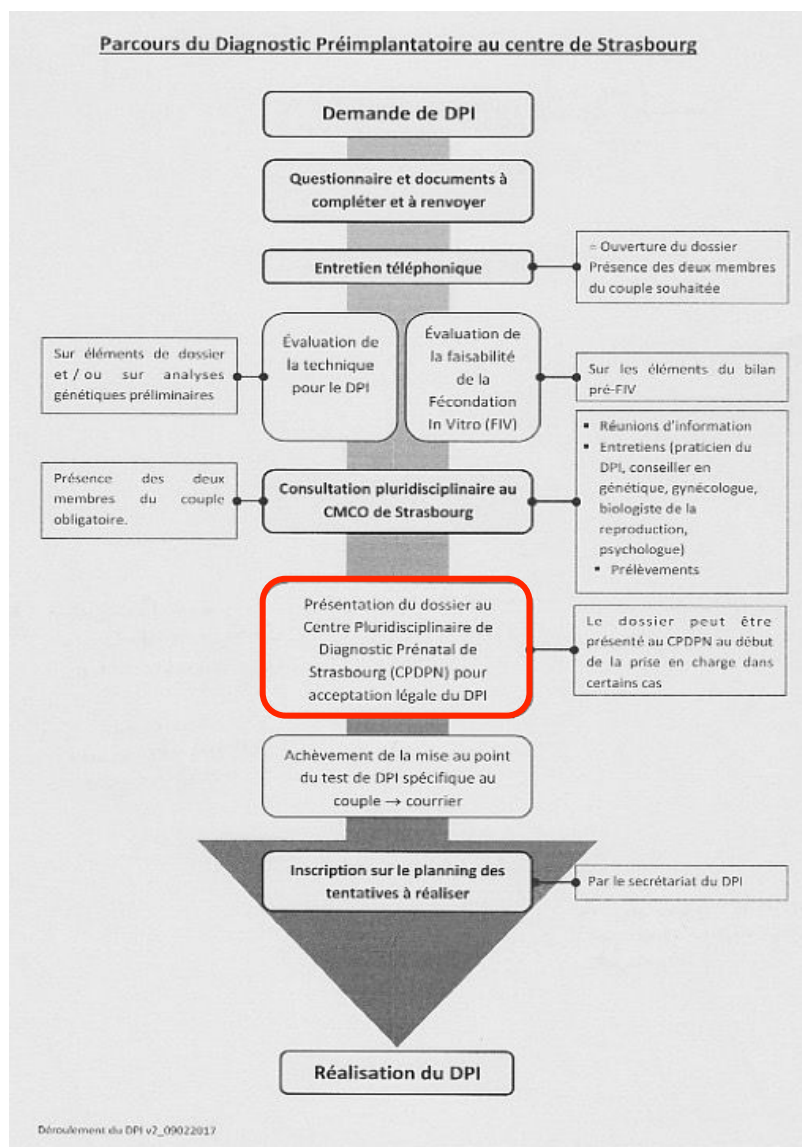 Parcours du Diagnostic Préimplantatoire au centre de Strasbourg
Demande de DPI
Questionnaire et documents à
compléter et à renvoyer
Entretien téléphonique
= Ouverture du dossier
Présence des deux membres
du couple souhaitée
Sur éléments de dossier
et / ou sur analyses
génétiques préliminaires
Évaluation de
la technique
pour le DPI
Évaluation de
la faisabilité
de la
Fécondation
In Vitro (FIV)
Sur les éléments du bilan
pré-FIV
Présence des deux
membres du couple
obligatoire.
Consultation pluridisciplinaire au
CMCO de Strasbourg
▪ Réunions d'information
▪ Entretiens (praticien du
DPI, conseiller en
génétique, gynécologue,
biologiste de la
reproduction,
psychologue)
▪ Prélèvements
Présentation du dossier au
Centre Pluridisciplinaire de
Diagnostic Prénatal de
Strasbourg (CPDPN) pour
acceptation légale du DPI
Le dossier peut être
présenté au CPDPN au début
de la prise en charge dans
certains cas
Achèvement de la mise au point
du test de DPI spécifique au
couple → courrier
Inscription sur le planning des
tentatives à réaliser
Par le secrétariat du DPI
Réalisation du DPI
Déroulement du DPI v2_09022017